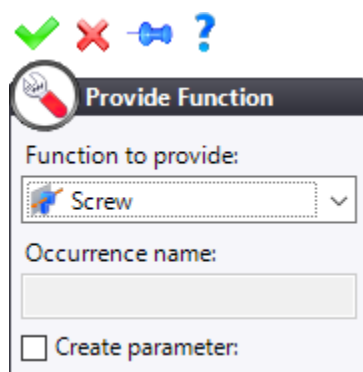 ?
Provide Function
Function to provide:
Screw
Occurrence name:
Create parameter: